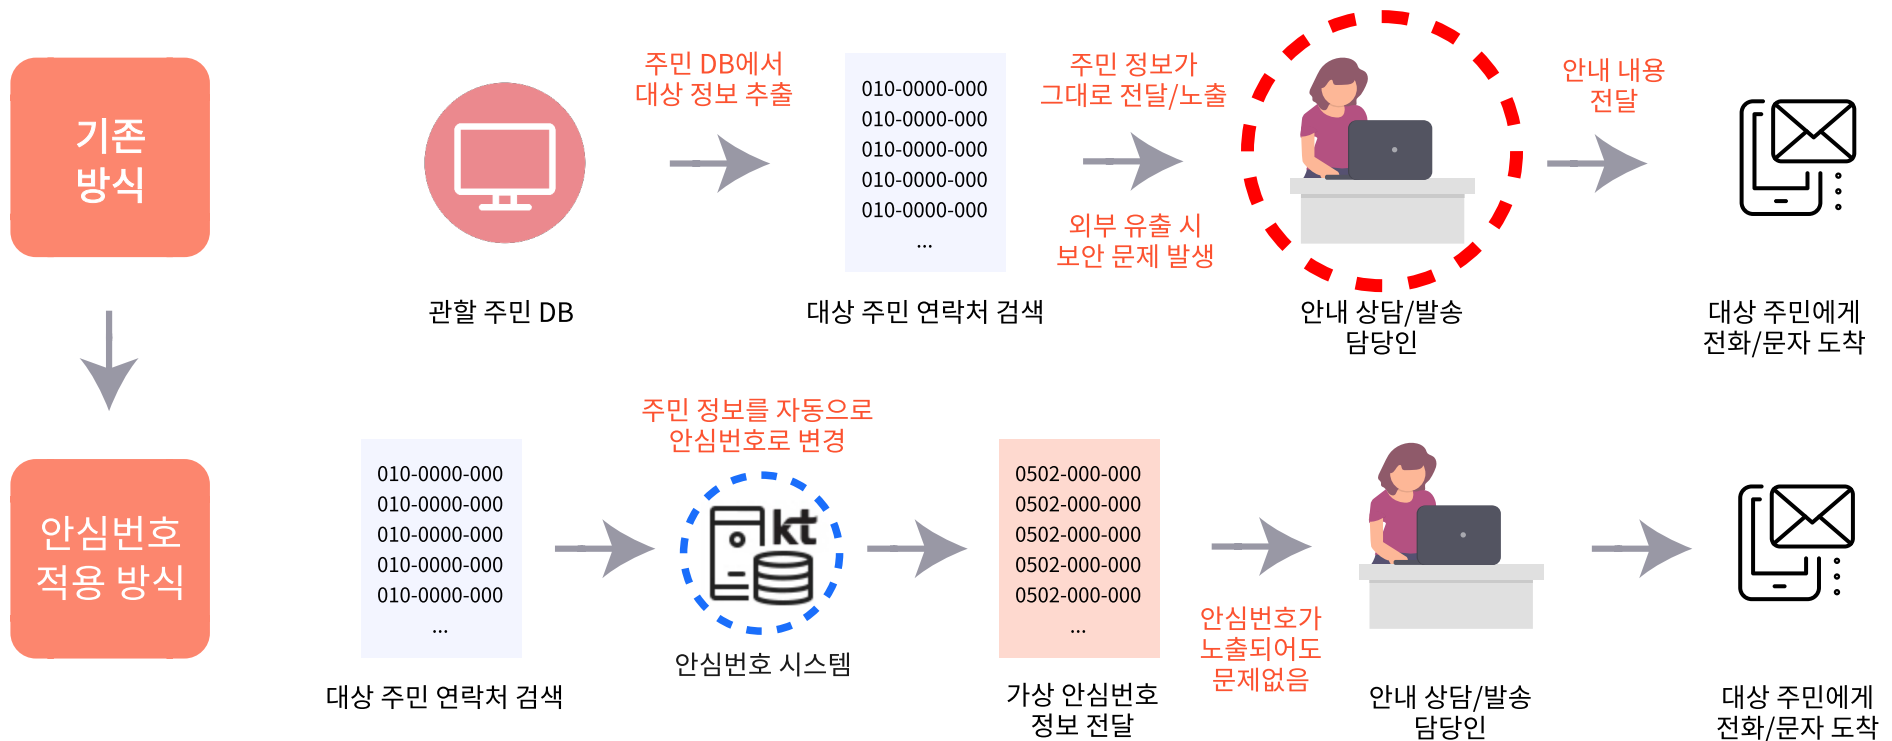 기존
방식
주민 DB에서
대상 정보 추출
관할 주민 DB
010-0000-000
010-0000-000
010-0000-000
010-0000-000
010-0000-000
...
대상 주민 연락처 검색
주민 정보가
그대로 전달/노출
외부 유출 시
보안 문제 발생
안내 상담/발송
담당인
안내 내용
전달
대상 주민에게
전화/문자 도착
안심번호
적용 방식
010-0000-000
010-0000-000
010-0000-000
010-0000-000
010-0000-000
...
대상 주민 연락처 검색
주민 정보를 자동으로
안심번호로 변경
kt
안심번호 시스템
0502-000-000
0502-000-000
0502-000-000
0502-000-000
0502-000-000
...
가상 안심번호
정보 전달
안심번호가
노출되어도
문제없음
안내 상담/발송
담당인
대상 주민에게
전화/문자 도착